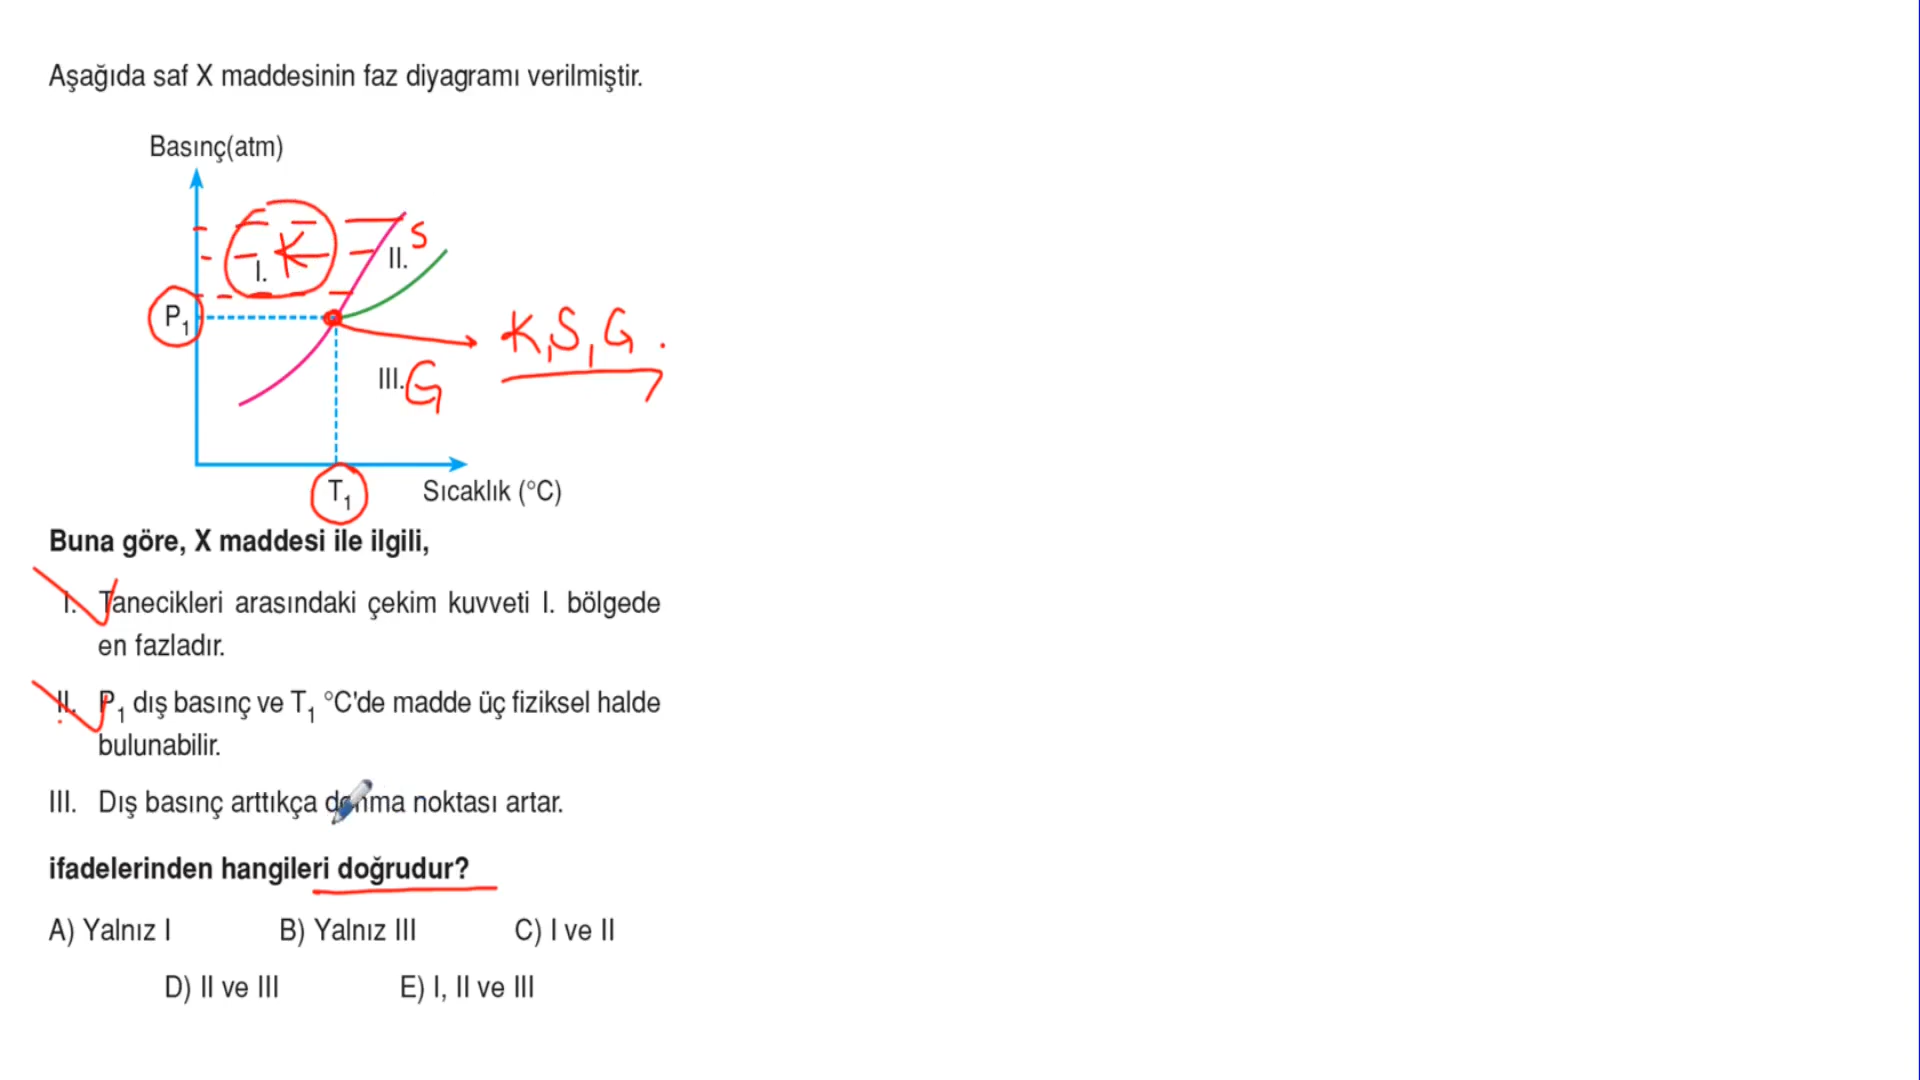 Aşağıda saf X maddesinin faz diyagramı verilmiştir.
Basınç(atm)
K
I.
II.
S
P1
K,S,G.
III.
G
T1
Sıcaklık (°C)
Buna göre, X maddesi ile ilgili,
I. Tanecikleri arasındaki çekim kuvveti I. bölgede
en fazladır.
II. P1 dış basınç ve T1 °C'de madde üç fiziksel halde
bulunabilir.
III. Dış basınç arttıkça donma noktası artar.
ifadelerinden hangileri doğrudur?
A) Yalnız I B) Yalnız III C) I ve II
D) II ve III E) I, II ve III